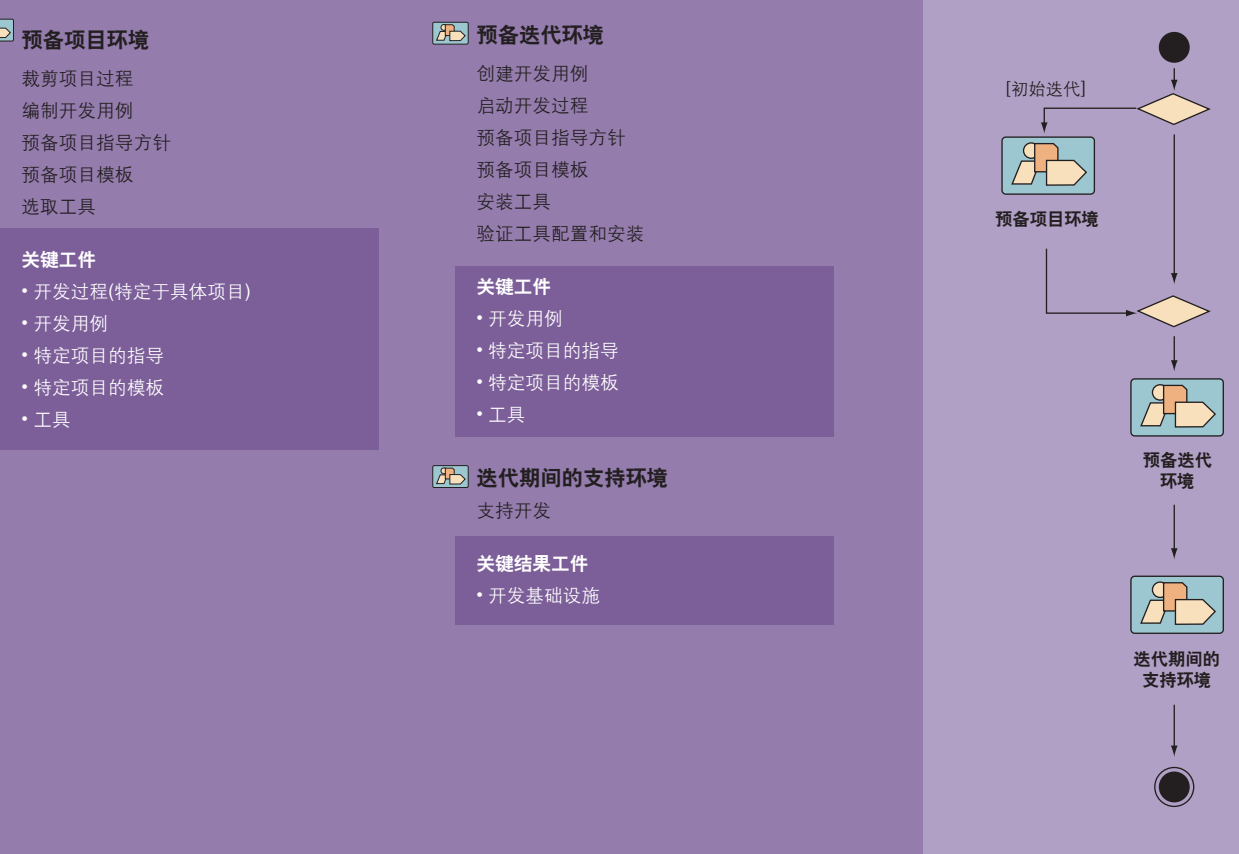 预备项目环境
裁剪项目过程
编制开发用例
预备项目指导方针
预备项目模板
选取工具
关键工件
• 开发过程(特定于具体项目)
• 开发用例
• 特定项目的指导
• 特定项目的模板
• 工具
预备迭代环境
创建开发用例
启动开发过程
预备项目指导方针
预备项目模板
安装工具
验证工具配置和安装
关键工件
• 开发用例
• 特定项目的指导
• 特定项目的模板
• 工具
迭代期间的支持环境
支持开发
关键结果工件
• 开发基础设施
[初始迭代]
预备项目环境
预备迭代
环境
迭代期间的
支持环境